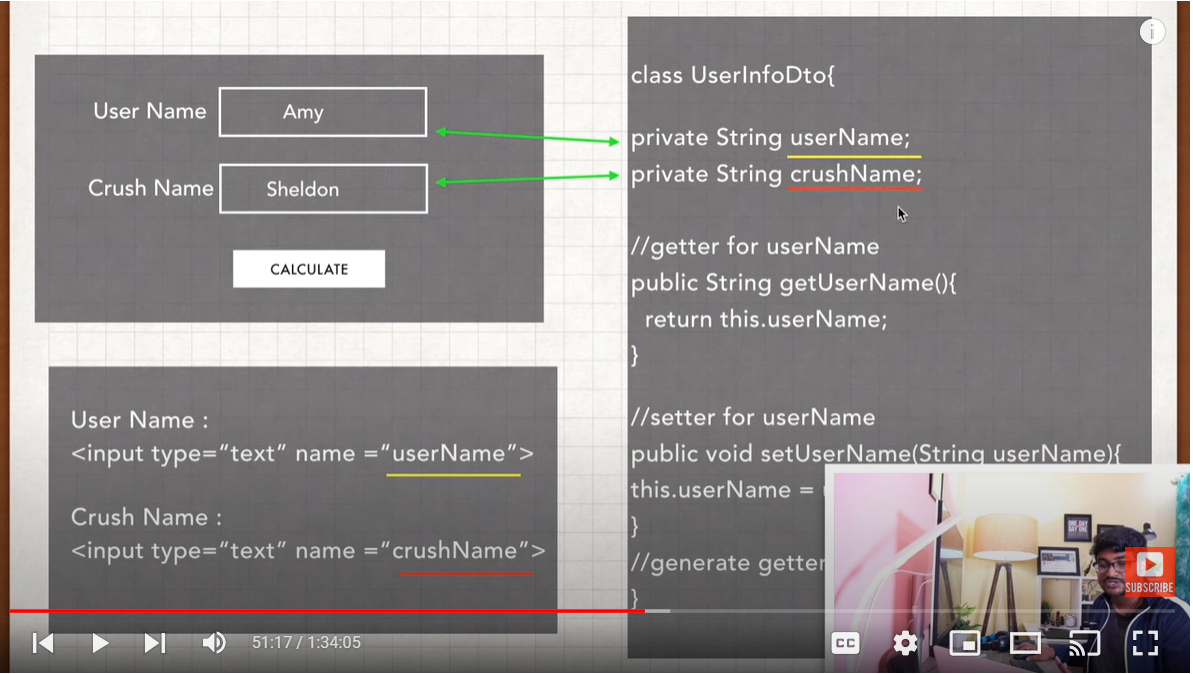 User Name
Amy
Crush Name
Sheldon
CALCULATE
User Name :
<input type=“text” name =“userName”>
Crush Name :
<input type=“text” name =“crushName”>
class UserInfoDto{
private String userName;
private String crushName;
//getter for userName
public String getUserName(){
return this.userName;
}
//setter for userName
public void setUserName(String userName){
this.userName =
}
//generate getter
}
SUBSCRIBE
51:17 / 1:34:05
CC